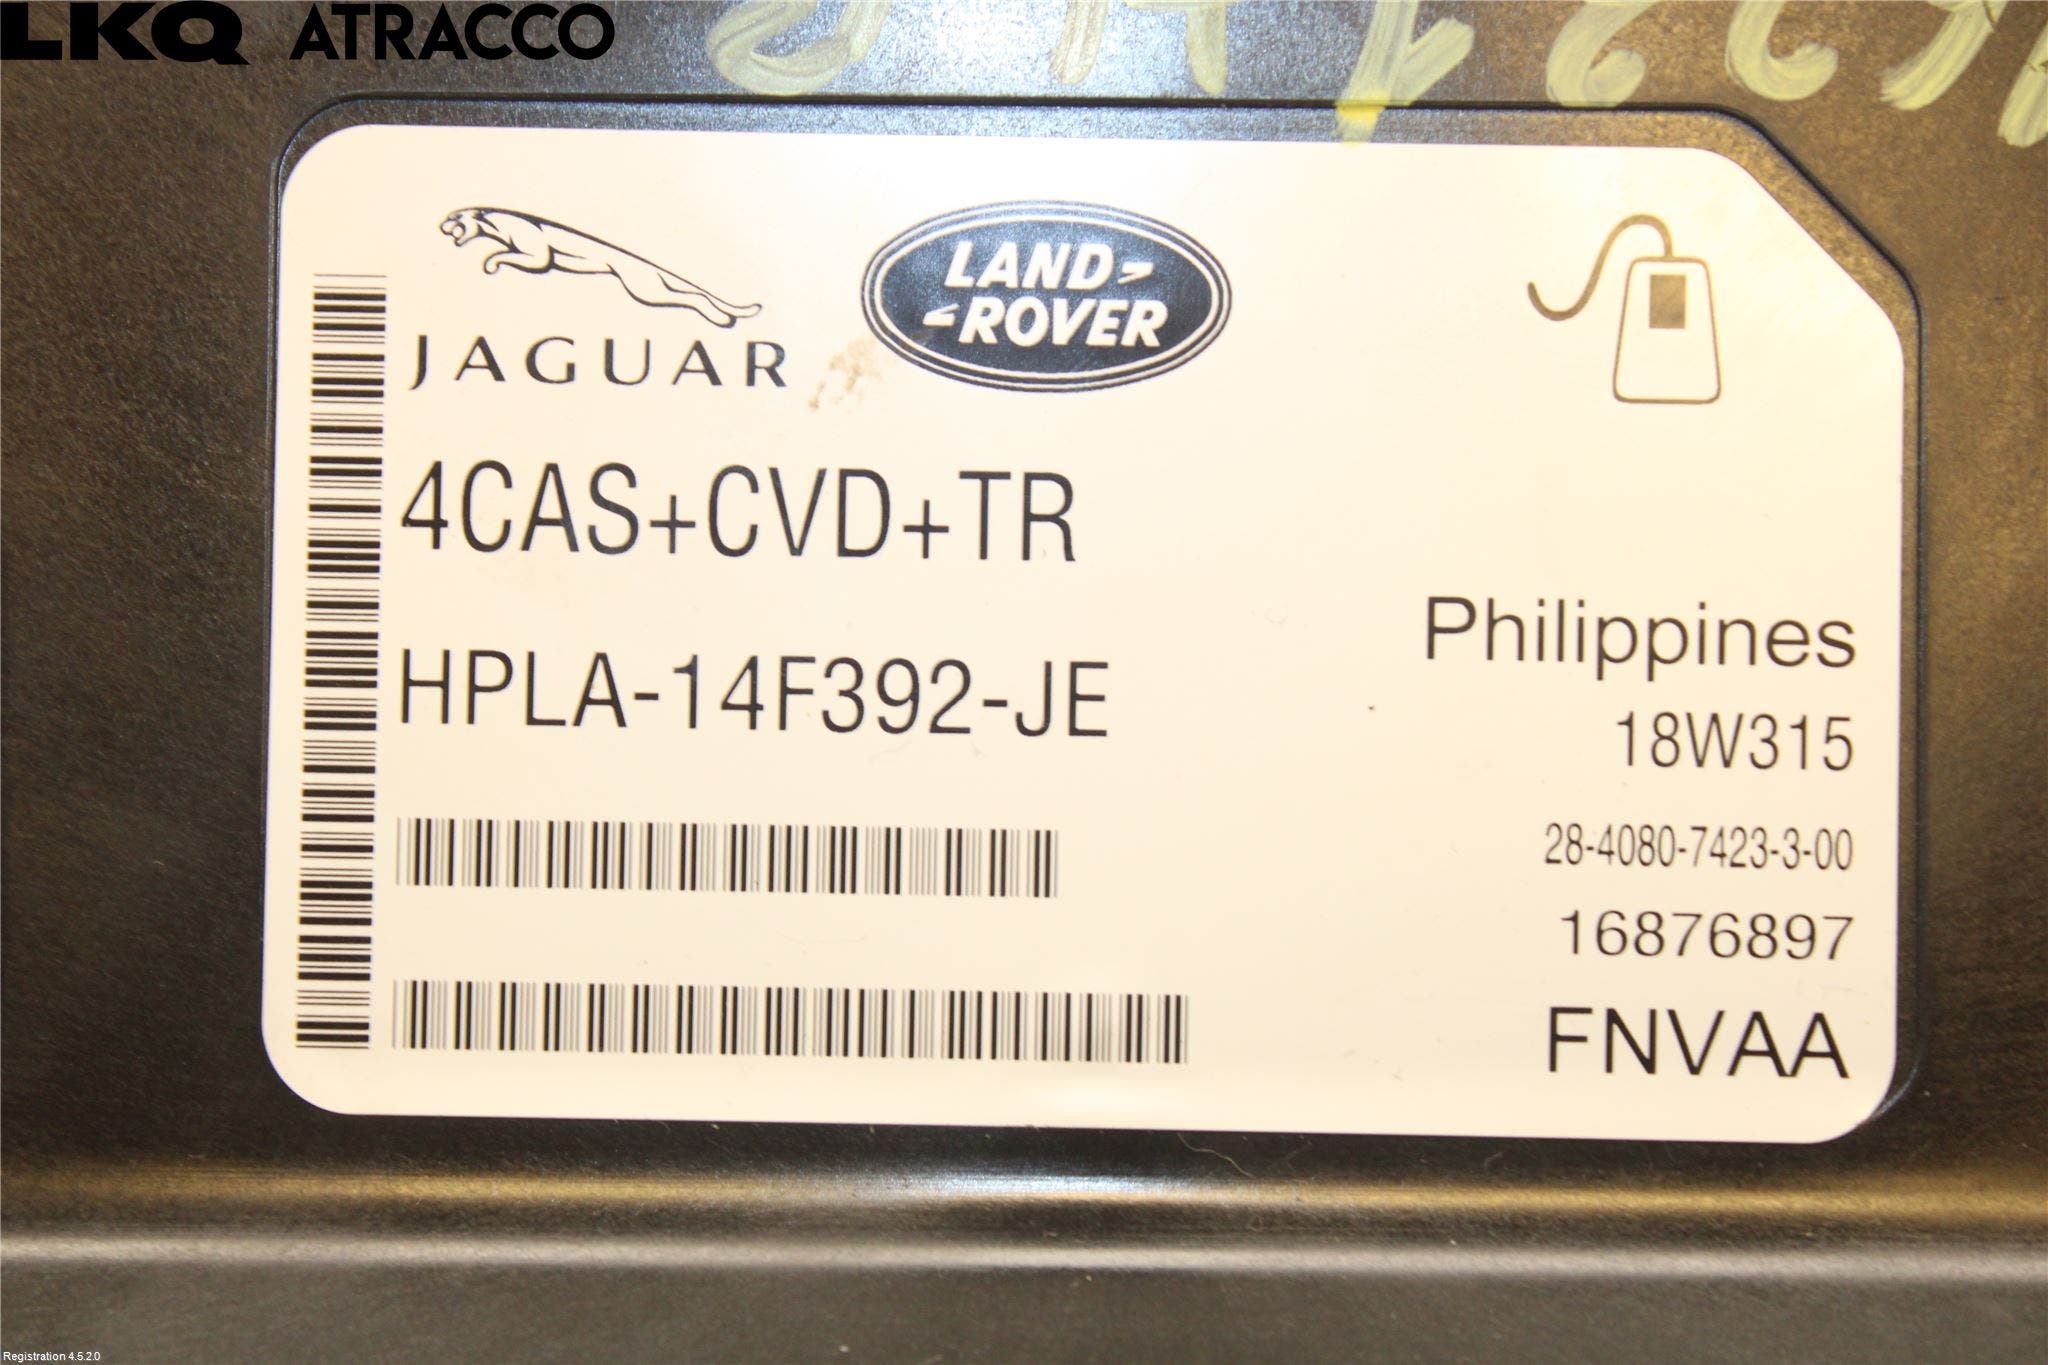 LKQ ATRACCO
JAGUAR
LAND
ROVER
4CAS+CVD+TR
HPLA-14F392-JE
Philippines
18W315
28-4080-7423-3-00
16876897
FNVAA
Registration 4.5.2.0